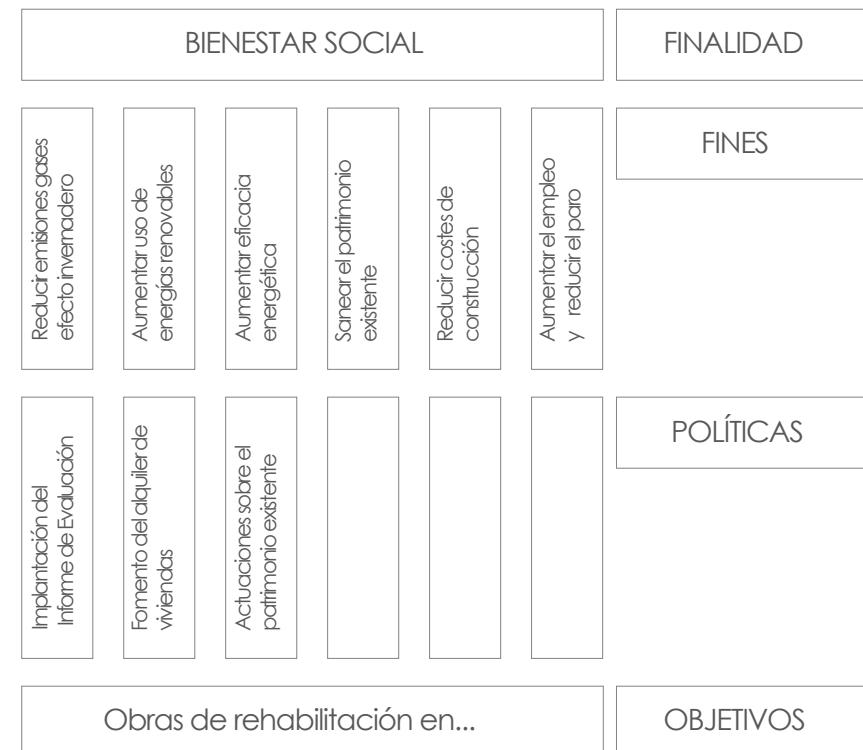 BIENESTAR SOCIAL
FINALIDAD
Reducir emisiones gases
efecto invernadero
Aumentar uso de
energías renovables
Aumentar eficacia
energética
Sanear el patrimonio
existente
Reducir costes de
construcción
Aumentar el empleo
y reducir el paro
FINES
Implantación del
Informe de Evaluación
Fomento del alquiler de
viviendas
Actuaciones sobre el
patrimonio existente
POLÍTICAS
Obras de rehabilitación en...
OBJETIVOS